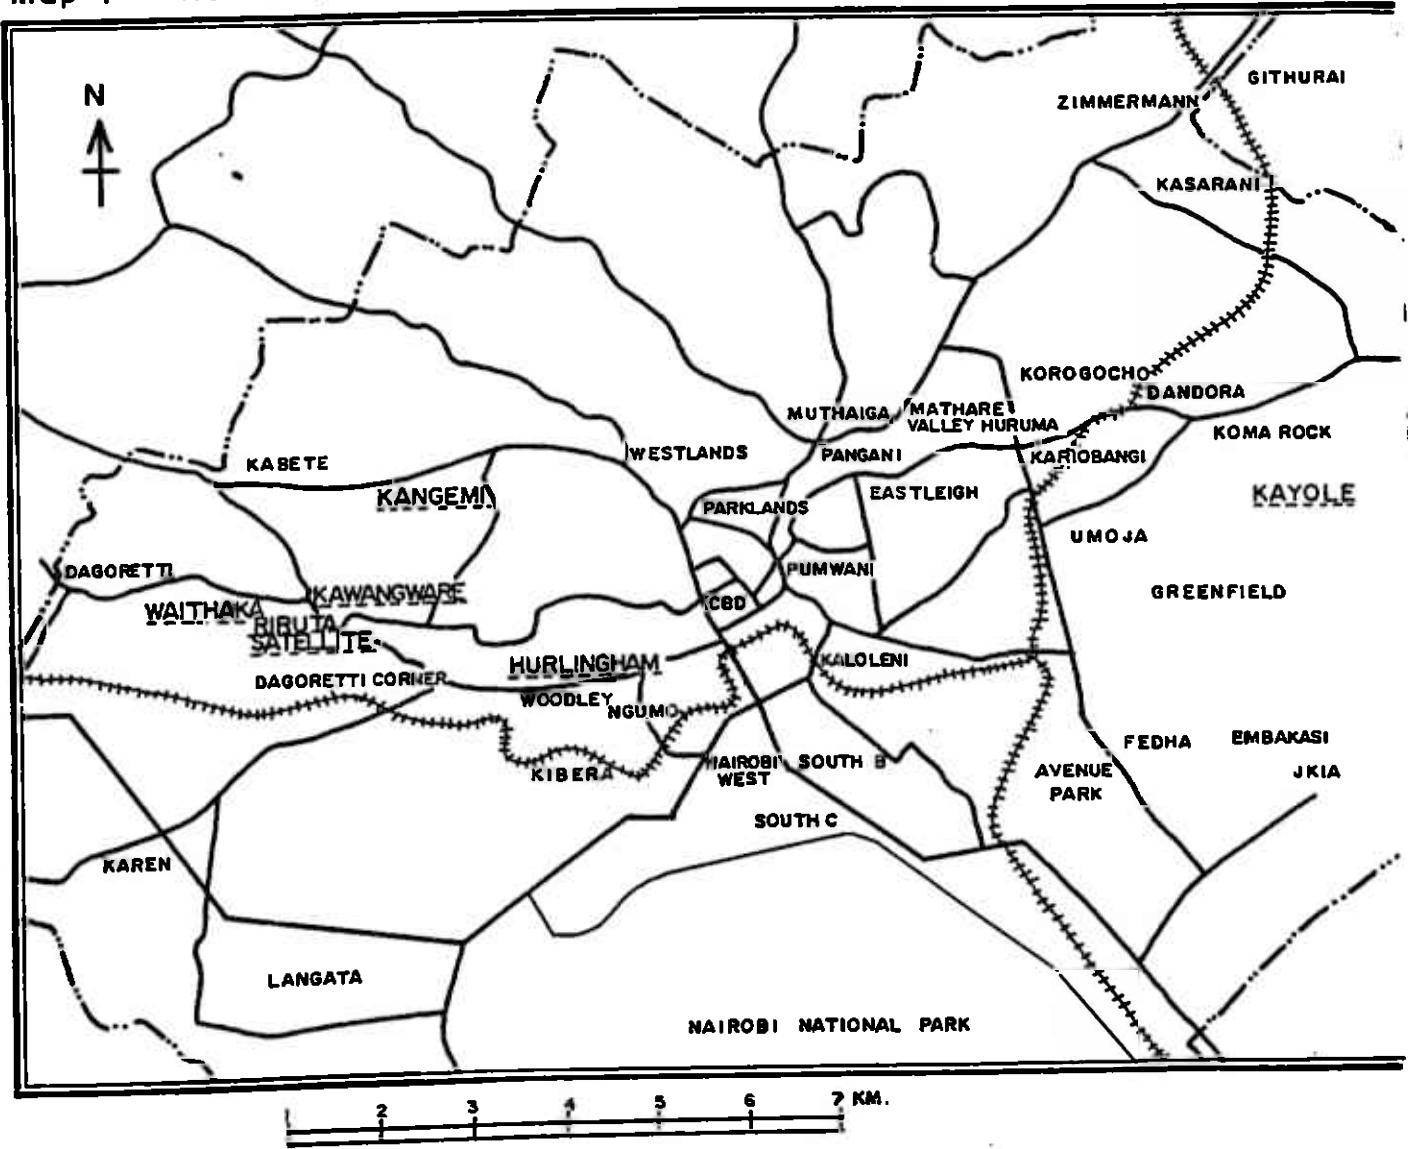 N
GITHURAI
ZIMMERMANN
KASARANI
KOROGOCHO
DANDORA
MUTHAIGA
MATHARE
VALLEY HURUMA
KOMA ROCK
WESTLANDS
PANGANI
KARIOBANGI
KABETE
KANGEMI
EASTLEIGH
KAYOLE
PARKLANDS
UMOJA
DAGORETTI
PUMWANI
KAWANGWARE
GREENFIELD
WAITHAKA
CBD
RIRUTA
SATELLITE
HURLINGHAM
KALOLENI
DAGORETTI CORNER
WOODLEY
NGUMO
FEDHA
EMBAKASI
KIBERA
NAIROBI
WEST
SOUTH B
AVENUE
PARK
JKIA
SOUTH C
KAREN
LANGATA
NAIROBI NATIONAL PARK
1 2 3 4 5 6 7 KM.